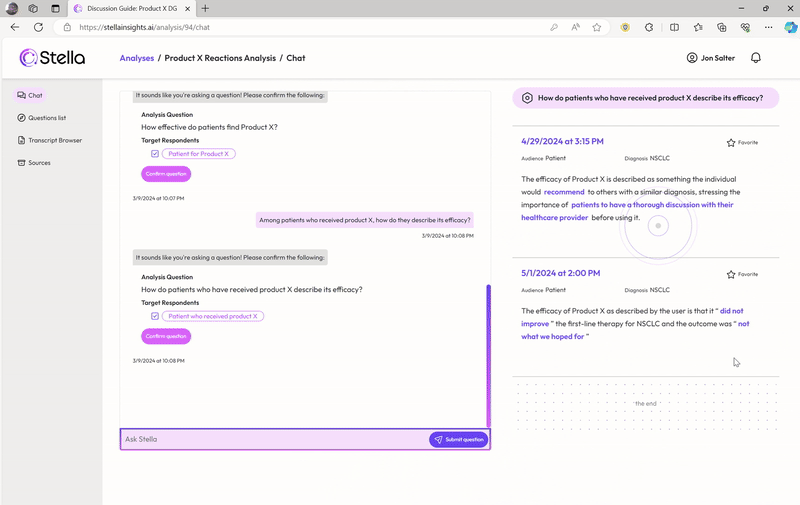 Discussion Guide: Product X DG
https://stellainsights.ai/analysis/94/chat
Stella
Analyses / Product X Reactions Analysis / Chat
Jon Salter
Chat
Questions list
Transcript Browser
Sources
It sounds like you're asking a question! Please confirm the following:
Analysis Question
How effective do patients find Product X?
Target Respondents
Patient for Product X
Confirm question
3/9/2024 at 10:07 PM
Among patients who received product X, how do they describe its efficacy?
3/9/2024 at 10:08 PM
It sounds like you're asking a question! Please confirm the following:
Analysis Question
How do patients who have received product X describe its efficacy?
Target Respondents
Patient who received product X
Confirm question
3/9/2024 at 10:08 PM
Ask Stella
Submit question
How do patients who have received product X describe its efficacy?
4/29/2024 at 3:15 PM
Favorite
Audience Patient
Diagnosis NSCLC
The efficacy of Product X is described as something the individual
would recommend to others with a similar diagnosis, stressing the
importance of patients to have a thorough discussion with their
healthcare provider before using it.
5/1/2024 at 2:00 PM
Favorite
Audience Patient
Diagnosis NSCLC
The efficacy of Product X as described by the user is that it “ did not
improve ” the first-line therapy for NSCLC and the outcome was “ not
what we hoped for ”
the end